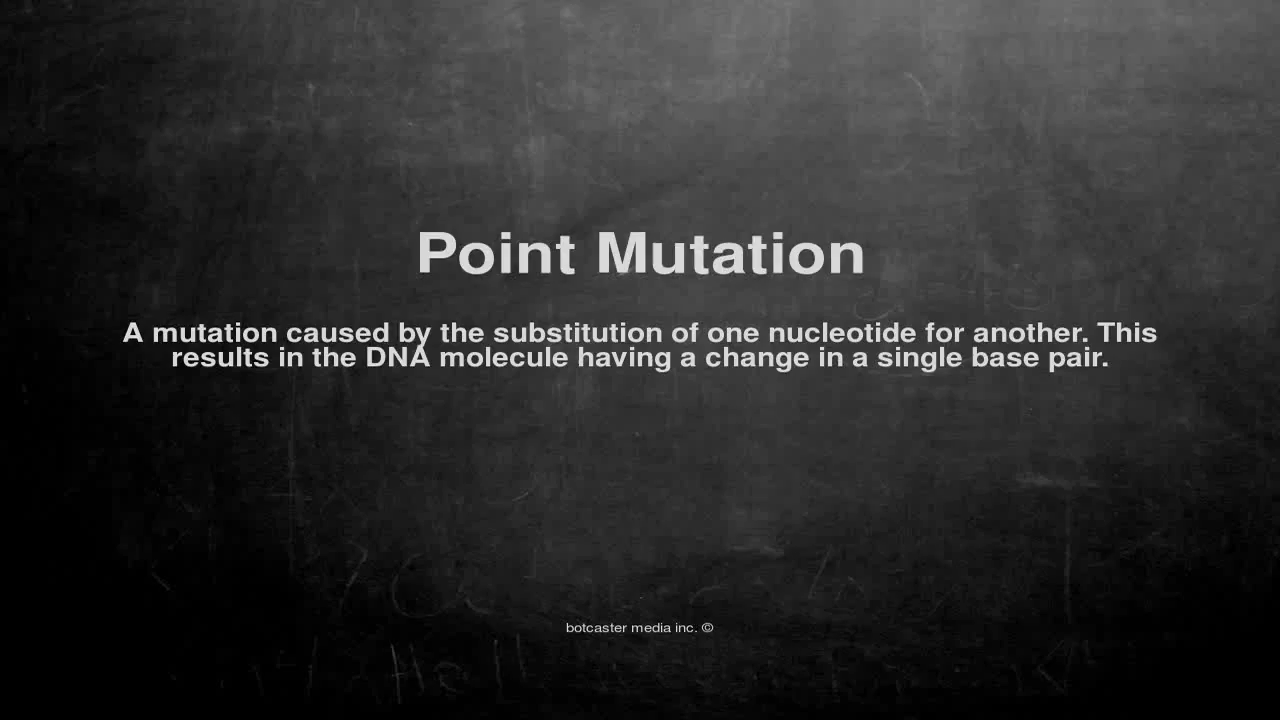 Point Mutation
A mutation caused by the substitution of one nucleotide for another. This
results in the DNA molecule having a change in a single base pair.
botcaster media inc. ©